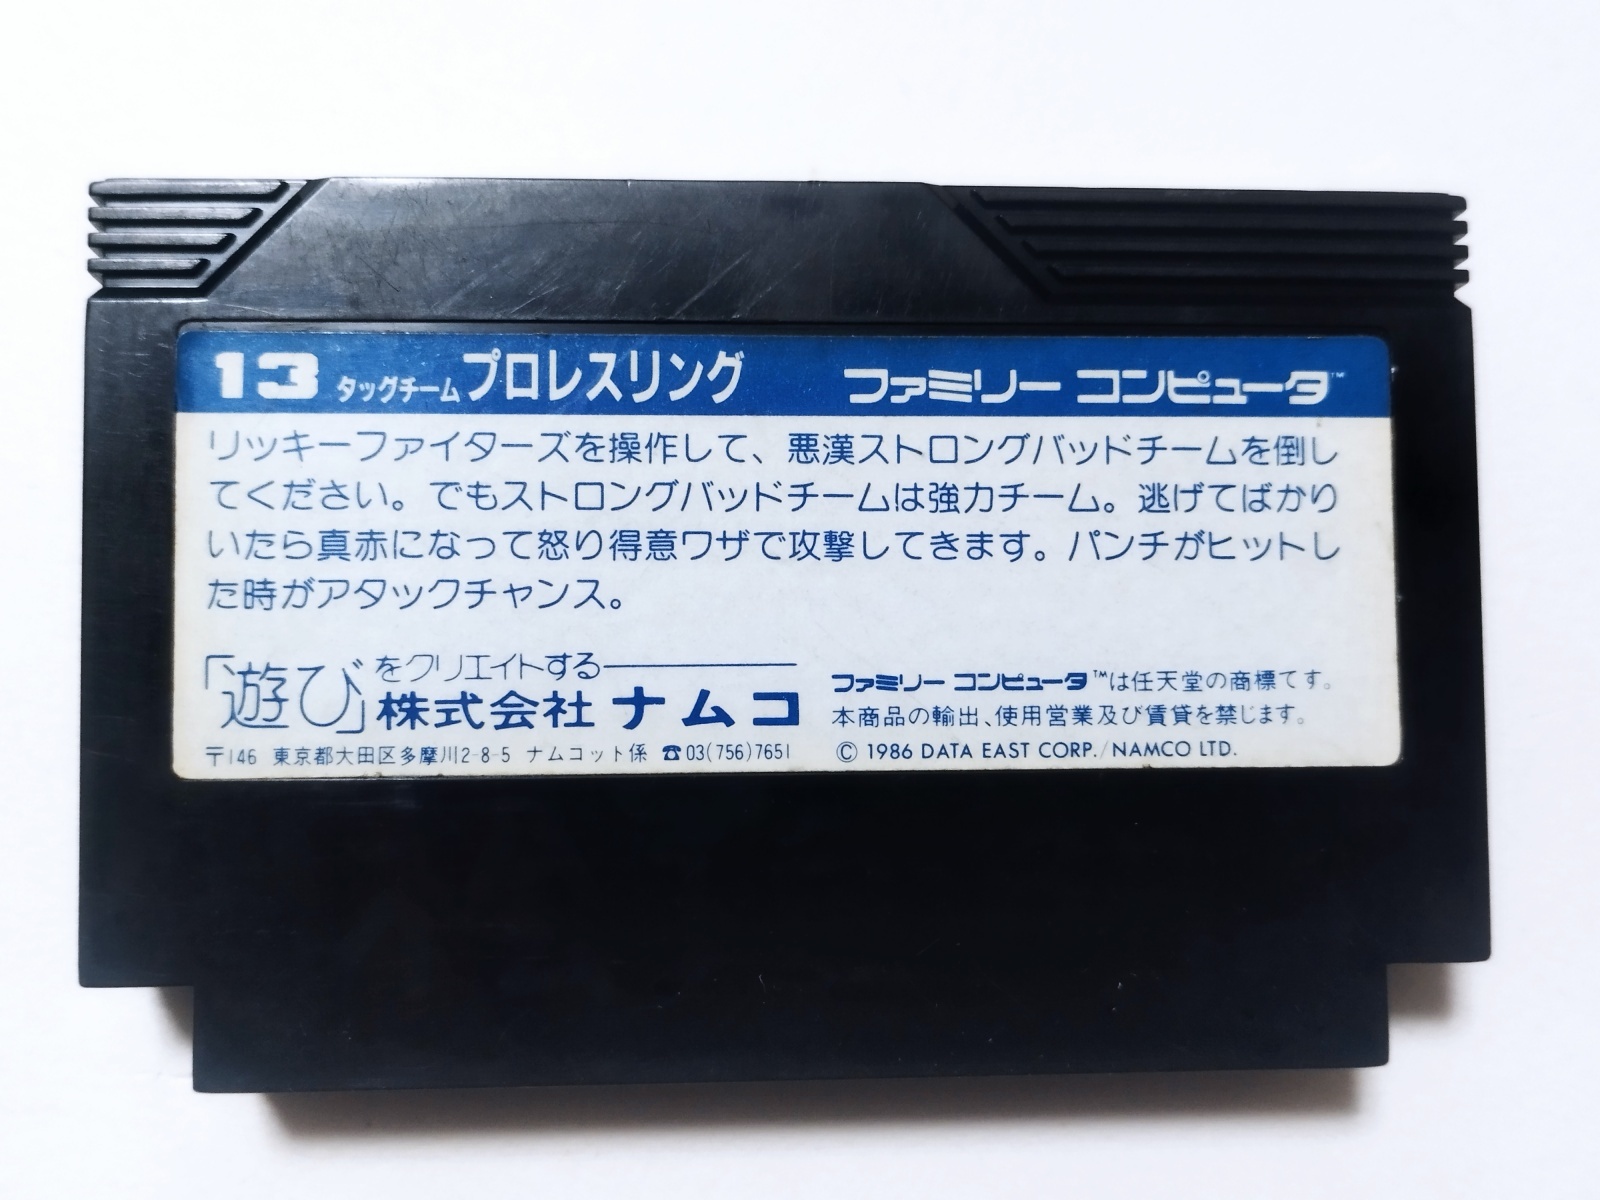 13 タッグチーム プロレスリング ファミリー コンピュータ™
リッキーファイターズを操作して、悪漢ストロングバッドチームを倒し
てください。でもストロングバッドチームは強力チーム。逃げてばかり
いたら真赤になって怒り得意ワザで攻撃してきます。パンチがヒットし
た時がアタックチャンス。
「遊び」をクリエイトする
株式会社 ナムコ
〒146 東京都大田区多摩川2-8-5 ナムコット係 ☎03(756)7651
ファミリー コンピュータ™は任天堂の商標です。
本商品の輸出、使用営業及び賃貸を禁じます。
© 1986 DATA EAST CORP./NAMCO LTD.